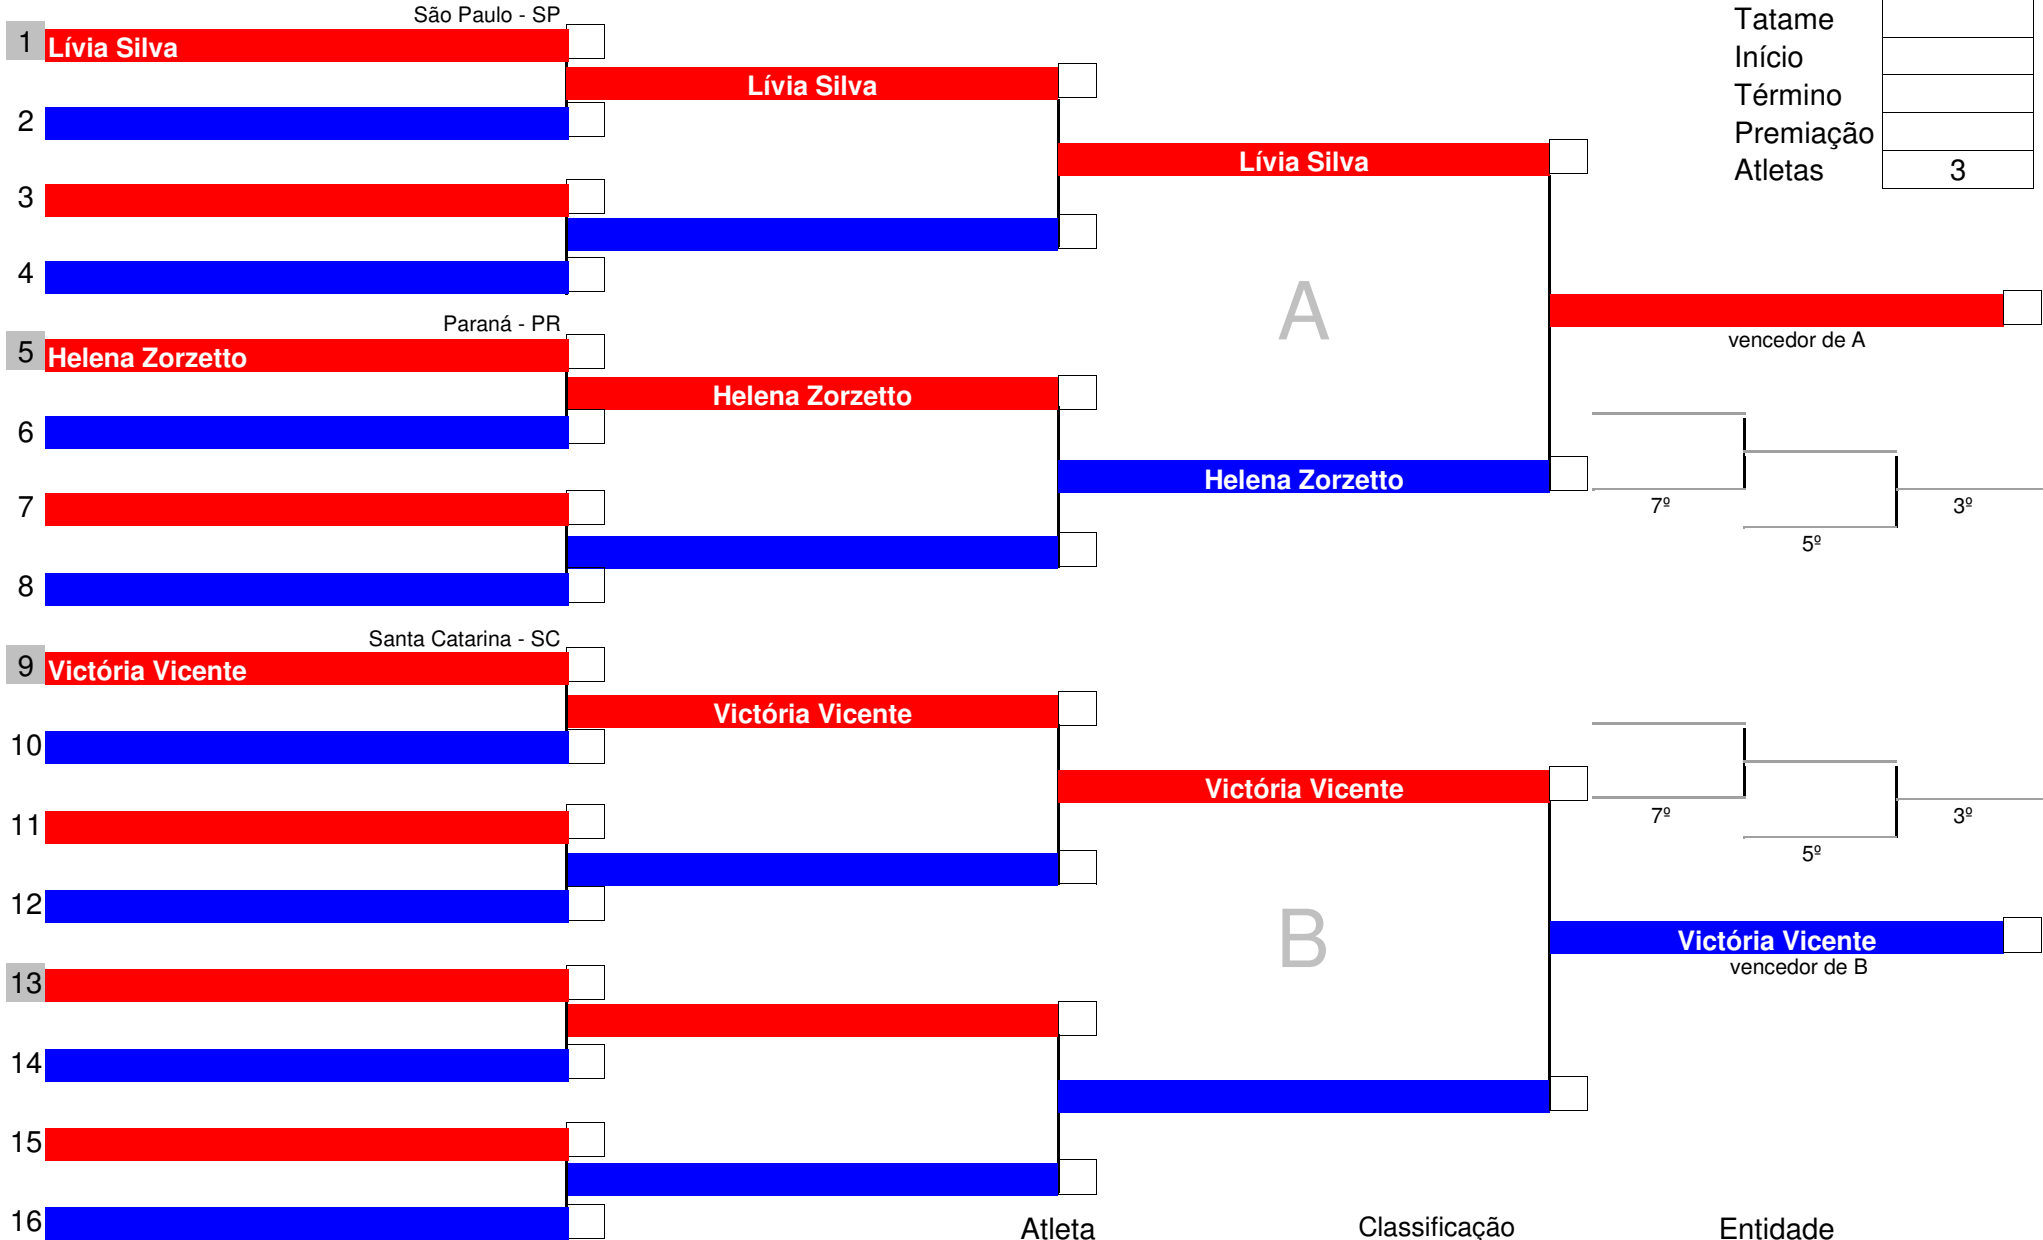 São Paulo - SP
Tatame
1 Lívia Silva
Início
Lívia Silva
Término
2
Premiação
Lívia Silva
Atletas 3
3
4
A
Paraná - PR
vencedor de A
5 Helena Zorzetto
Helena Zorzetto
6
Helena Zorzetto
7
7º 3º
5º
8
Santa Catarina - SC
9 Victória Vicente
Victória Vicente
10
Victória Vicente
11
7º 3º
5º
12
B
Victória Vicente
vencedor de B
13
14
15
16
Atleta Classificação Entidade